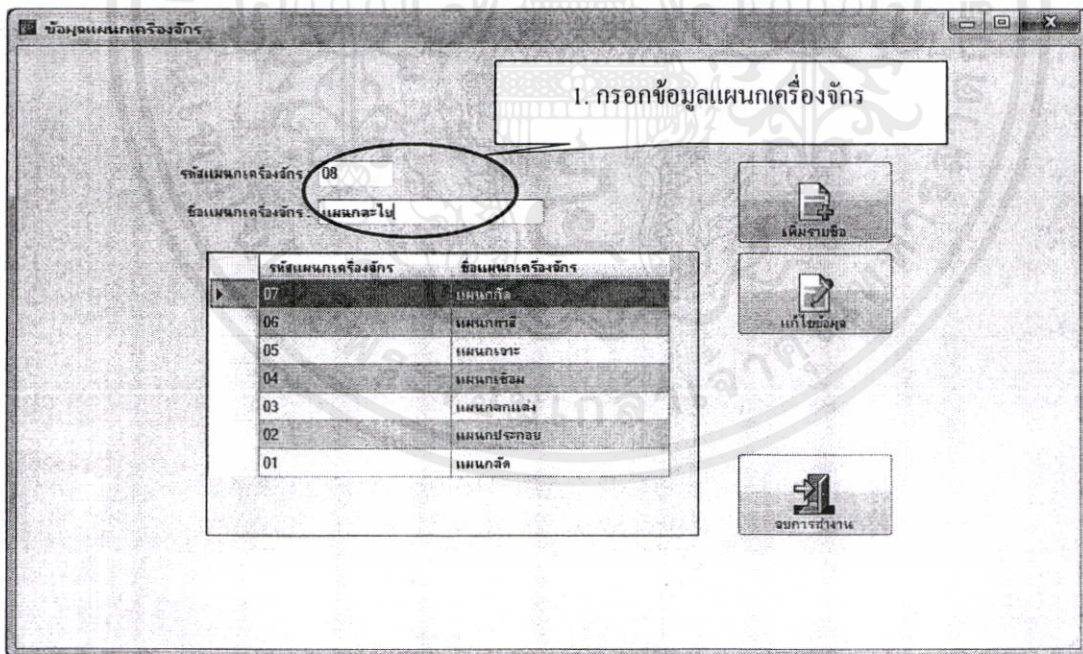 ข้อมูลแผนกเครื่องจักร
1. กรอกข้อมูลแผนกเครื่องจักร
รหัสแผนกเครื่องจักร : 08
ชื่อแผนกเครื่องจักร : แผนกตะไบ
เพิ่มรายชื่อ
รหัสแผนกเครื่องจักร ชื่อแผนกเครื่องจักร
07 แผนกกัด
06 แผนกทาสี
แก้ไขข้อมูล
05 แผนกเจาะ
04 แผนกเชื่อม
03 แผนกตกแต่ง
02 แผนกประกอบ
01 แผนกตัด
จบการทำงาน